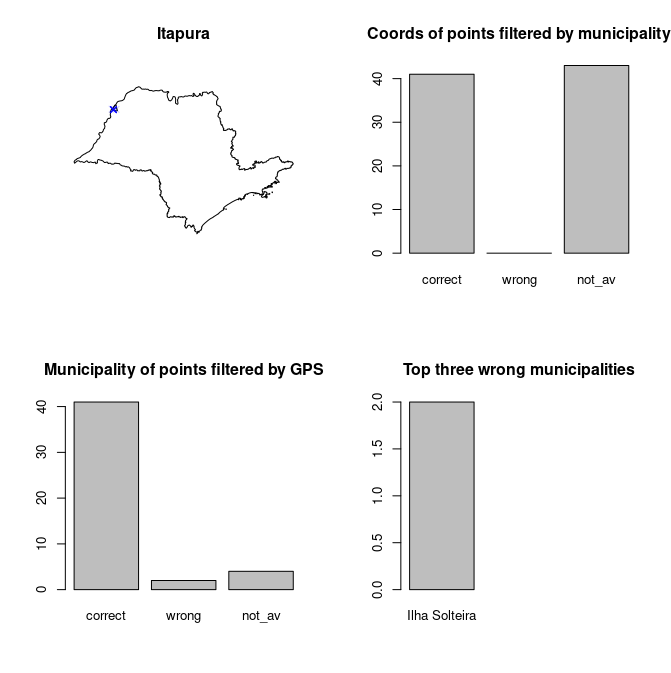 Itapura
Coords of points filtered by municipality
0 10 20 30 40
correct wrong not_av
Municipality of points filtered by GPS
0 10 20 30 40
correct wrong not_av
Top three wrong municipalities
0.0 0.5 1.0 1.5 2.0
Ilha Solteira